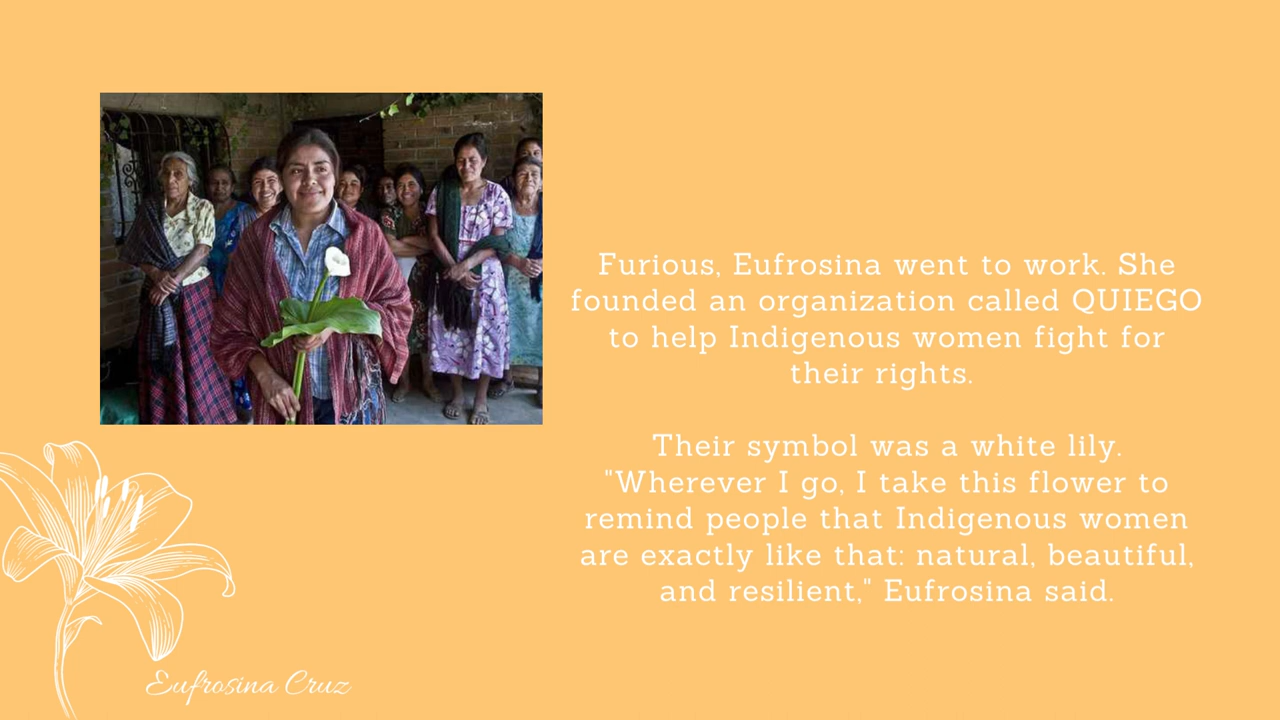 Furious, Eufrosina went to work. She
founded an organization called QUIEGO
to help Indigenous women fight for
their rights.
Their symbol was a white lily.
"Wherever I go, I take this flower to
remind people that Indigenous women
are exactly like that: natural, beautiful,
and resilient," Eufrosina said.
Eufrosina Cruz